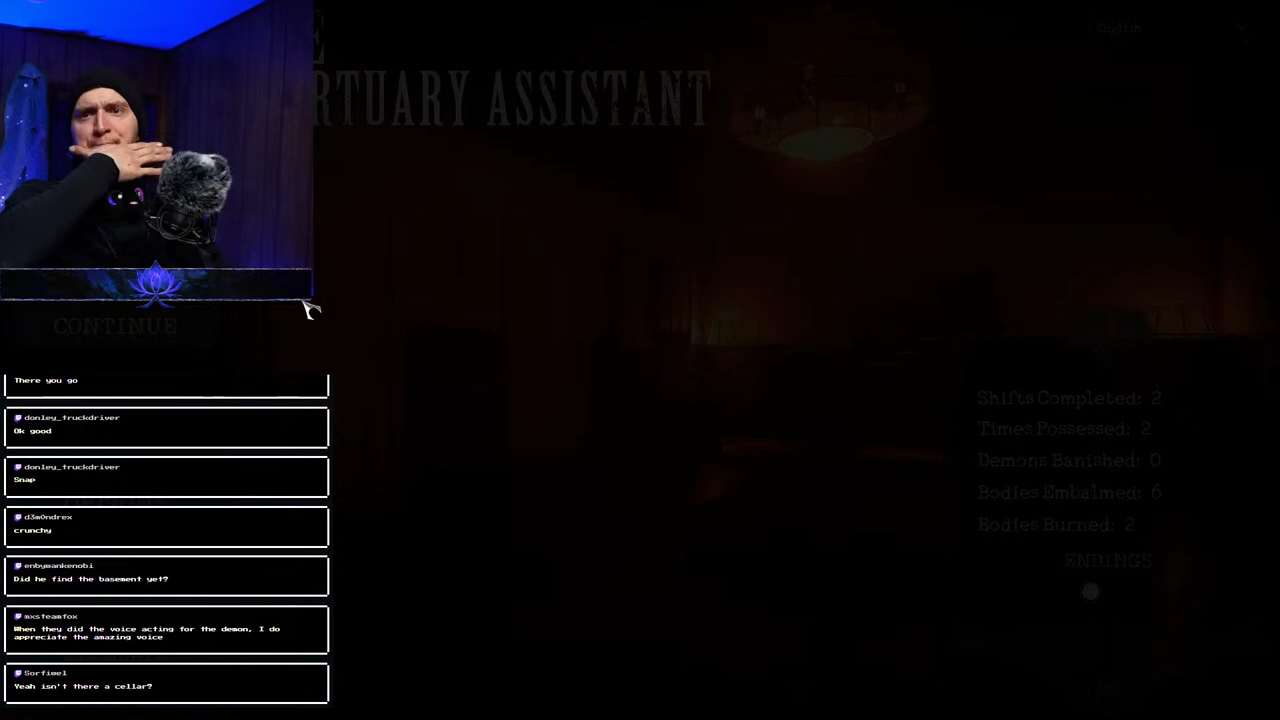 E
RTUARY ASSISTANT
English
CONTINUE
There you go
donley_truckdriver
Ok good
donley_truckdriver
Snap
d3m0ndrex
crunchy
enbywankenobi
Did he find the basement yet?
mxsteamfox
When they did the voice acting for the demon, I do
appreciate the amazing voice
Sorfiwel
Yeah isn't there a cellar?
Shifts Completed: 2
Times Possessed: 2
Demons Banished: 0
Bodies Embalmed: 6
Bodies Burned: 2
ENDINGS